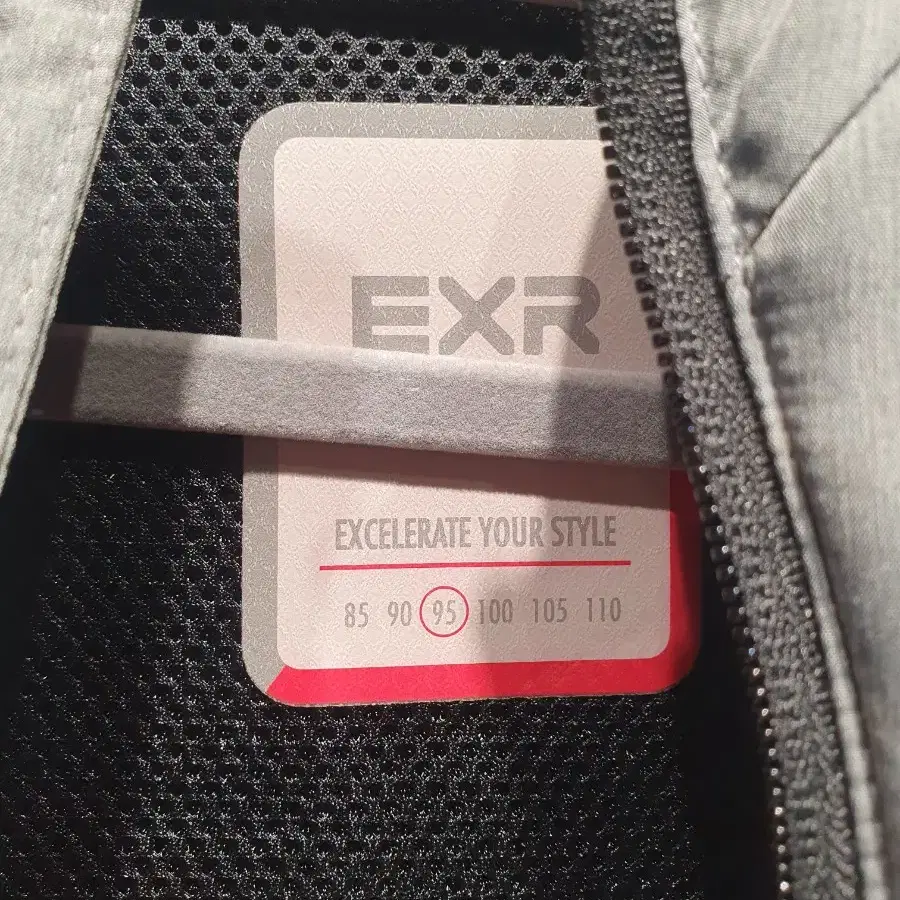 EXR
EXCELERATE YOUR STYLE
85 90 95 100 105 110